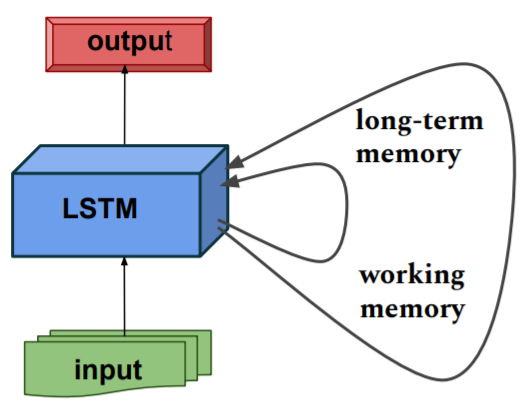 output
long-term
memory
LSTM
working
memory
input